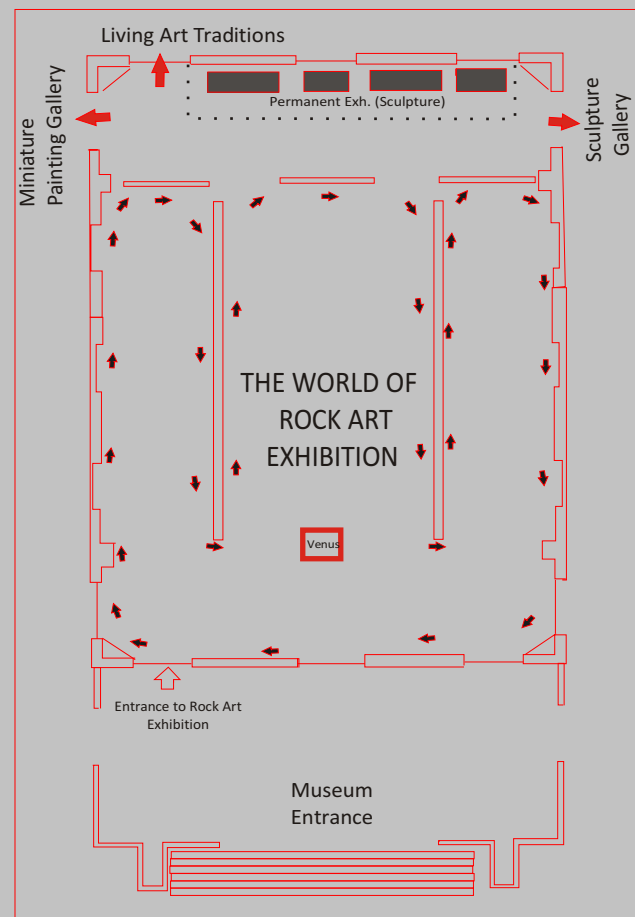 Living Art Traditions
Permanent Exh. (Sculpture)
Miniature
Painting Gallery
Sculpture
Gallery
THE WORLD OF
ROCK ART
EXHIBITION
Venus
Entrance to Rock Art
Exhibition
Museum
Entrance